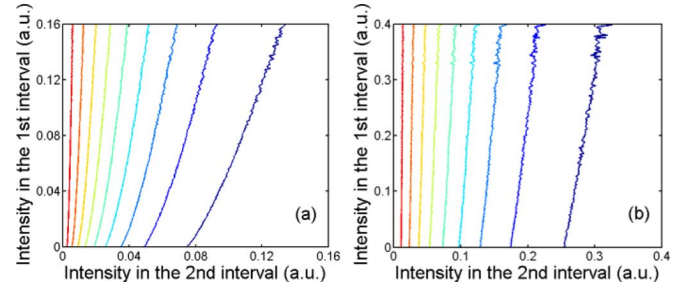 Intensity in the 1st interval (a.u.)
0.16
0.12
0.08
0.04
0
0 0.04 0.08 0.12 0.16
Intensity in the 2nd interval (a.u.)
(a)
Intensity in the 1st interval (a.u.)
0.4
0.3
0.2
0.1
0
0 0.1 0.2 0.3 0.4
Intensity in the 2nd interval (a.u.)
(b)